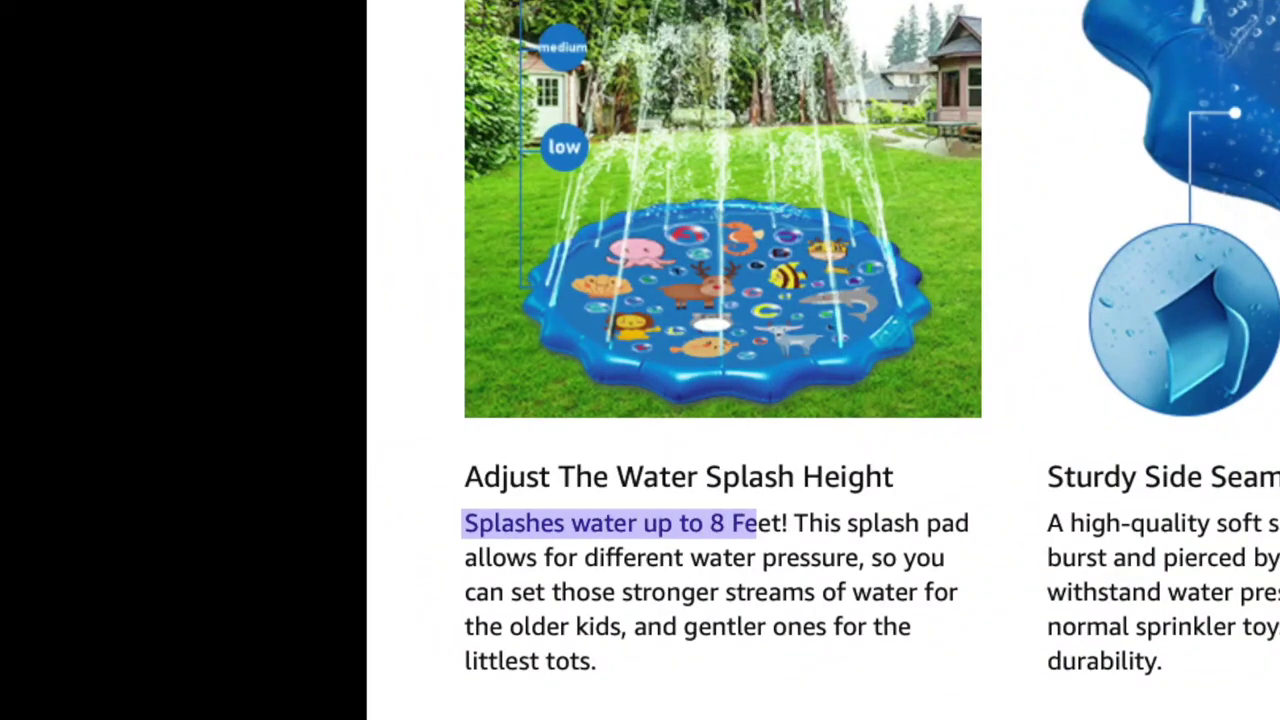 medium
low
Adjust The Water Splash Height
Splashes water up to 8 Feet! This splash pad
allows for different water pressure, so you
can set those stronger streams of water for
the older kids, and gentler ones for the
littlest tots.
Sturdy Side Seam
A high-quality soft s
burst and pierced by
withstand water pres
normal sprinkler toy
durability.